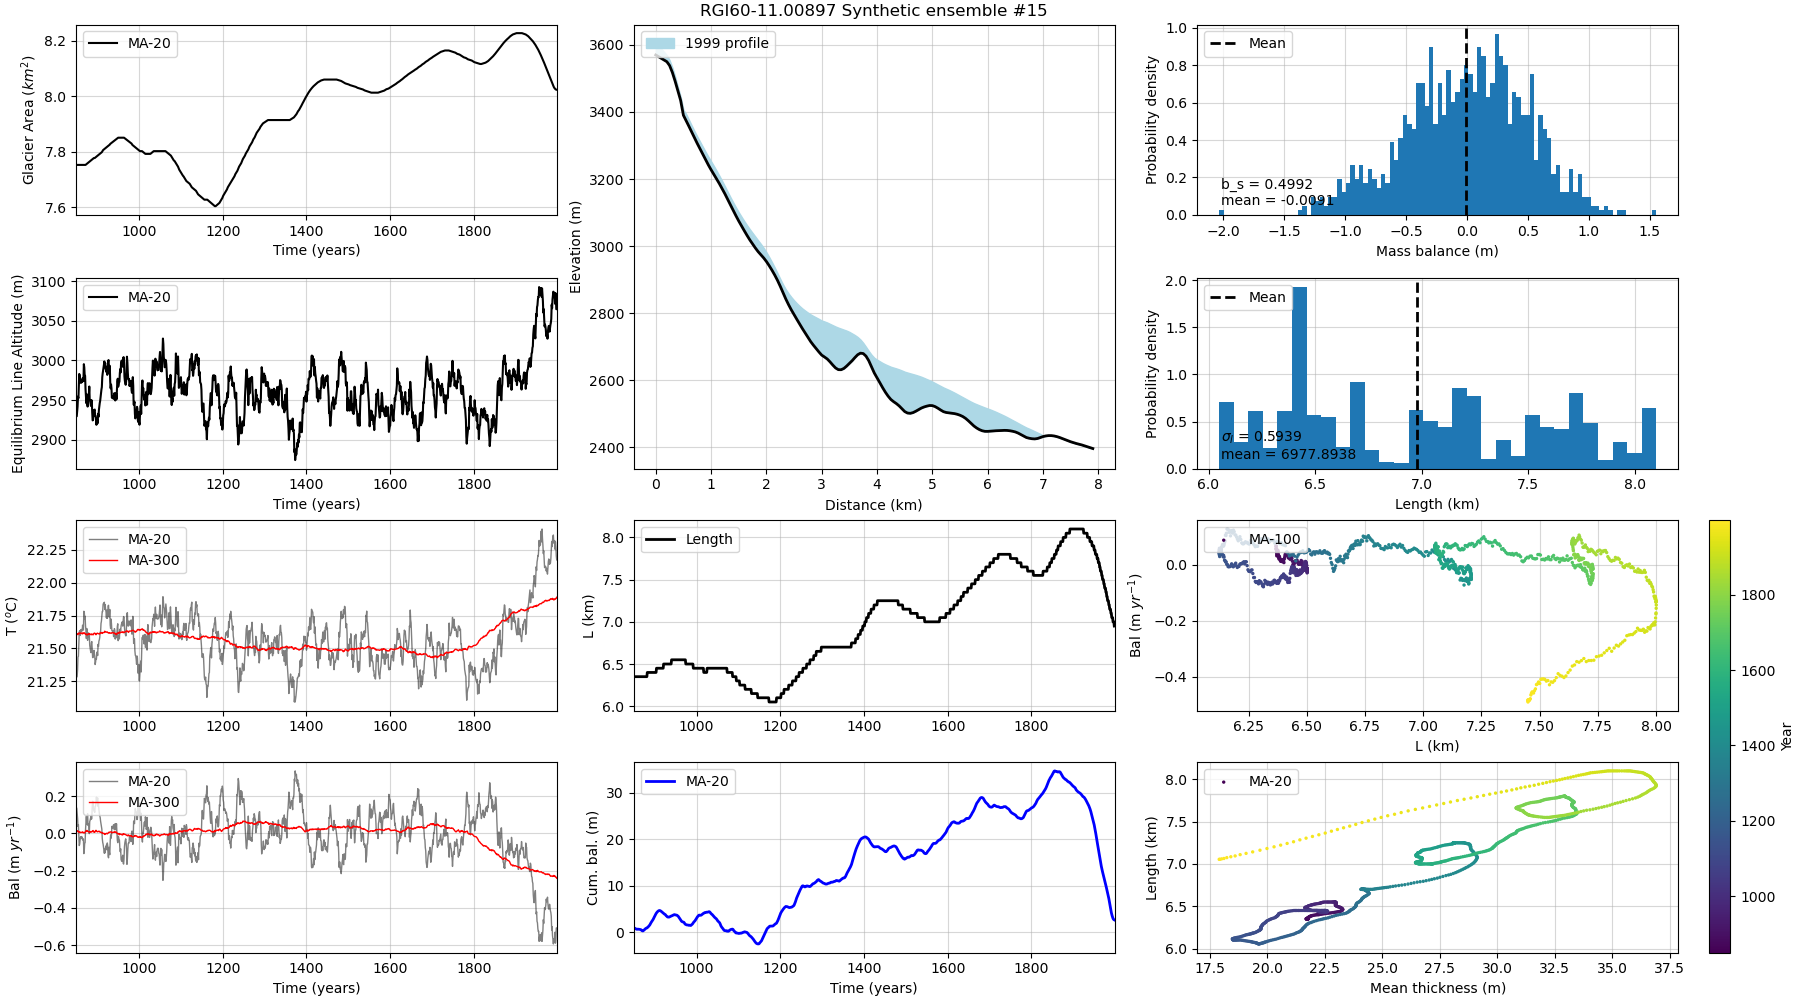 RGI60-11.00897 Synthetic ensemble #15
MA-20
8.2
8.0
7.8
7.6
Glacier Area (km²)
1000 1200 1400 1600 1800
Time (years)
1999 profile
3600
3400
3200
3000
2800
2600
2400
Elevation (m)
0 1 2 3 4 5 6 7 8
Distance (km)
Mean
1.0
0.8
0.6
0.4
0.2
0.0
Probability density
b_s = 0.4992
mean = -0.0091
−2.0 −1.5 −1.0 −0.5 0.0 0.5 1.0 1.5
Mass balance (m)
MA-20
3100
3050
3000
2950
2900
Equilibrium Line Altitude (m)
1000 1200 1400 1600 1800
Time (years)
Mean
2.0
1.5
1.0
0.5
0.0
Probability density
σₗ = 0.5939
mean = 6977.8938
6.0 6.5 7.0 7.5 8.0
Length (km)
MA-20
MA-300
22.25
22.00
21.75
21.50
21.25
T (°C)
1000 1200 1400 1600 1800
Length
8.0
7.5
7.0
6.5
6.0
L (km)
1000 1200 1400 1600 1800
MA-100
0.0
−0.2
−0.4
Bal (m yr⁻¹)
6.25 6.50 6.75 7.00 7.25 7.50 7.75 8.00
L (km)
MA-20
MA-300
0.2
0.0
−0.2
−0.4
−0.6
Bal (m yr⁻¹)
1000 1200 1400 1600 1800
Time (years)
MA-20
30
20
10
0
Cum. bal. (m)
1000 1200 1400 1600 1800
Time (years)
MA-20
8.0
7.5
7.0
6.5
6.0
Length (km)
17.5 20.0 22.5 25.0 27.5 30.0 32.5 35.0 37.5
Mean thickness (m)
1800
1600
1400
1200
1000
Year